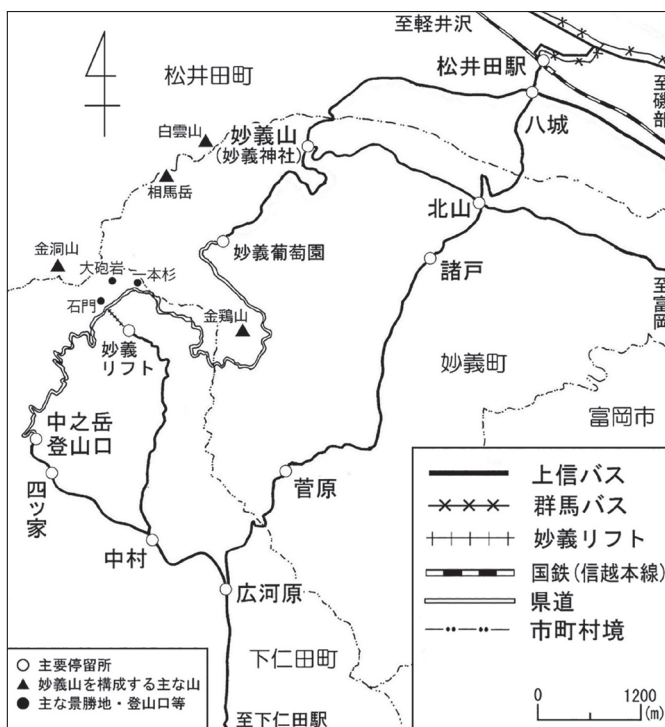 至軽井沢
松井田駅
至磯部
松井田町
八城
白雲山
妙義山
(妙義神社)
相馬岳
北山
金洞山
大砲岩
一本杉
石門
妙義葡萄園
諸戸
至富岡
金鶏山
妙義
リフト
妙義町
富岡市
中之岳
登山口
四ッ家
菅原
中村
広河原
下仁田町
至下仁田駅
上信バス
群馬バス
妙義リフト
国鉄(信越本線)
県道
市町村境
○ 主要停留所
▲ 妙義山を構成する主な山
● 主な景勝地・登山口等
0 1200
(m)